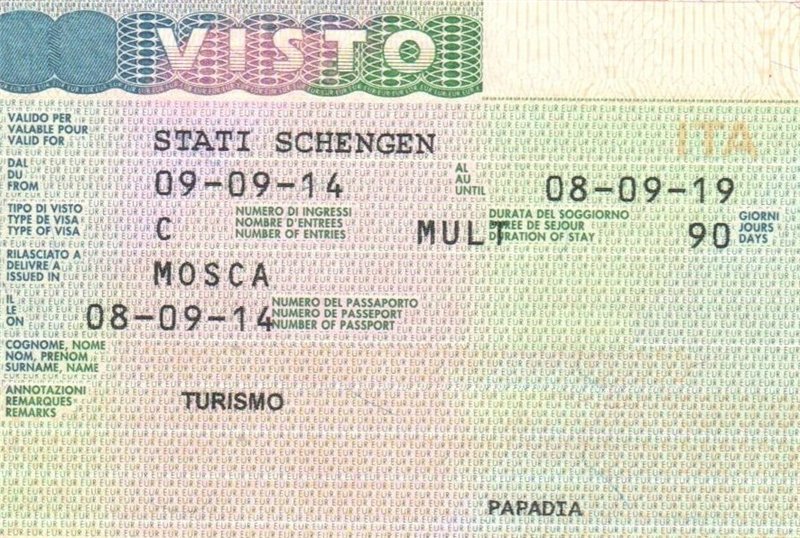 VISTO
ITA
VALIDO PER
VALABLE POUR
VALID FOR
STATI SCHENGEN
DAL
DU
FROM
09-09-14
AL
AU
UNTIL
08-09-19
TIPO DI VISTO
TYPE DE VISA
TYPE OF VISA
C
NUMERO DI INGRESSI
NOMBRE D'ENTREES
NUMBER OF ENTRIES
MULT
DURATA DEL SOGGIORNO
DUREE DE SEJOUR
DURATION OF STAY
90
GIORNI
JOURS
DAYS
RILASCIATO A
DELIVRE A
ISSUED IN
MOSCA
IL
LE
ON
08-09-14
NUMERO DEL PASSAPORTO
NUMERO DE PASSEPORT
NUMBER OF PASSPORT
COGNOME, NOME
NOM, PRENOM
SURNAME, NAME
ANNOTAZIONI
REMARQUES
REMARKS
TURISMO
PAPADIA